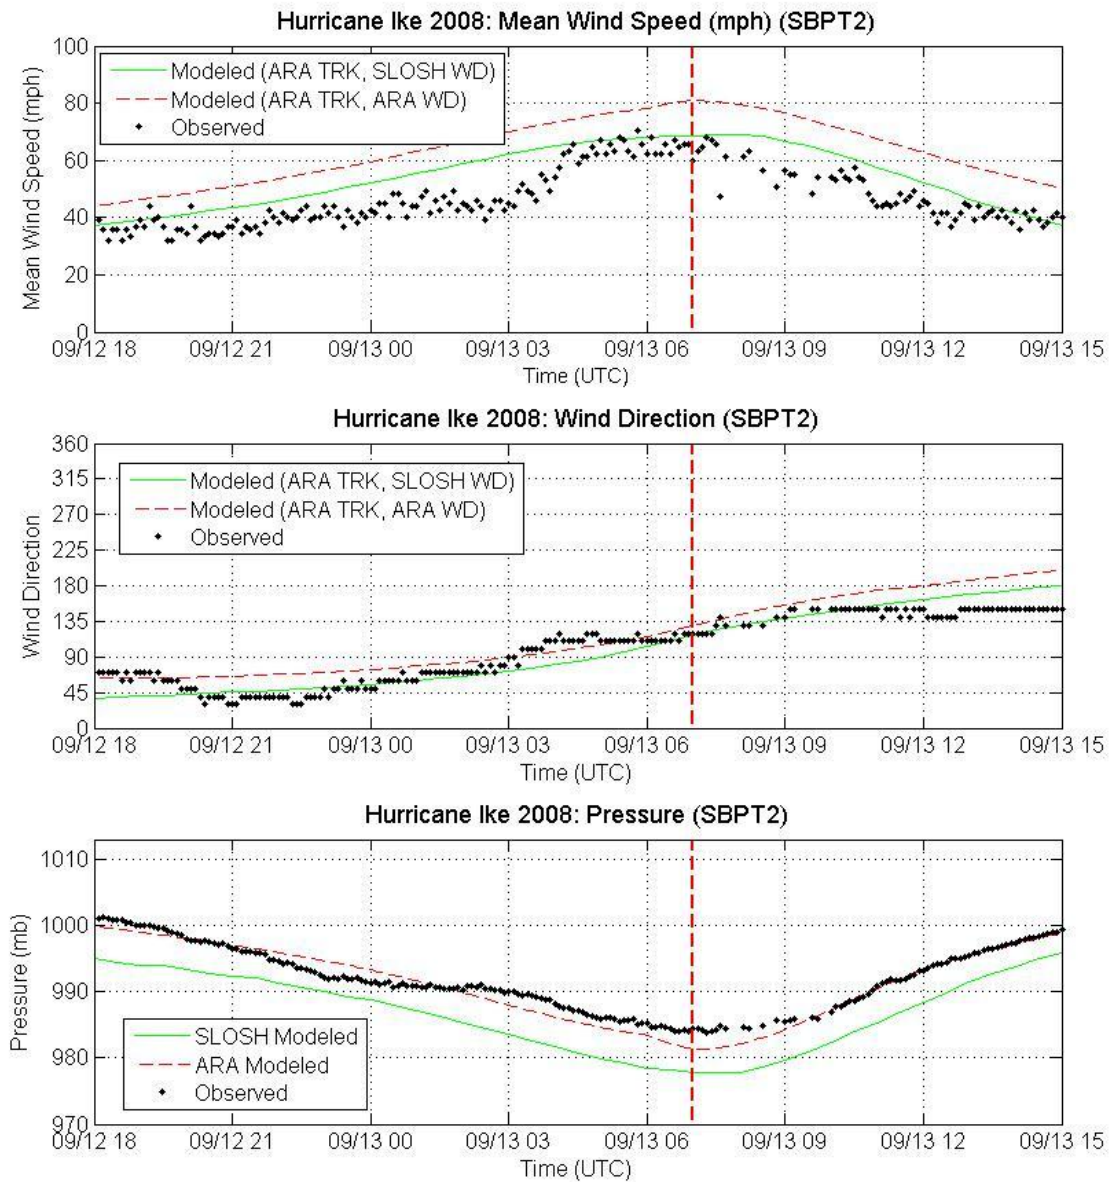 Hurricane Ike 2008: Mean Wind Speed (mph) (SBPT2)
Mean Wind Speed (mph)
100
80
60
40
20
0
Modeled (ARA TRK, SLOSH WD)
Modeled (ARA TRK, ARA WD)
Observed
09/12 18 09/12 21 09/13 00 09/13 03 09/13 06 09/13 09 09/13 12 09/13 15
Time (UTC)
Hurricane Ike 2008: Wind Direction (SBPT2)
Wind Direction
360
315
270
225
180
135
90
45
0
Modeled (ARA TRK, SLOSH WD)
Modeled (ARA TRK, ARA WD)
Observed
09/12 18 09/12 21 09/13 00 09/13 03 09/13 06 09/13 09 09/13 12 09/13 15
Time (UTC)
Hurricane Ike 2008: Pressure (SBPT2)
Pressure (mb)
1010
1000
990
980
970
SLOSH Modeled
ARA Modeled
Observed
09/12 18 09/12 21 09/13 00 09/13 03 09/13 06 09/13 09 09/13 12 09/13 15
Time (UTC)